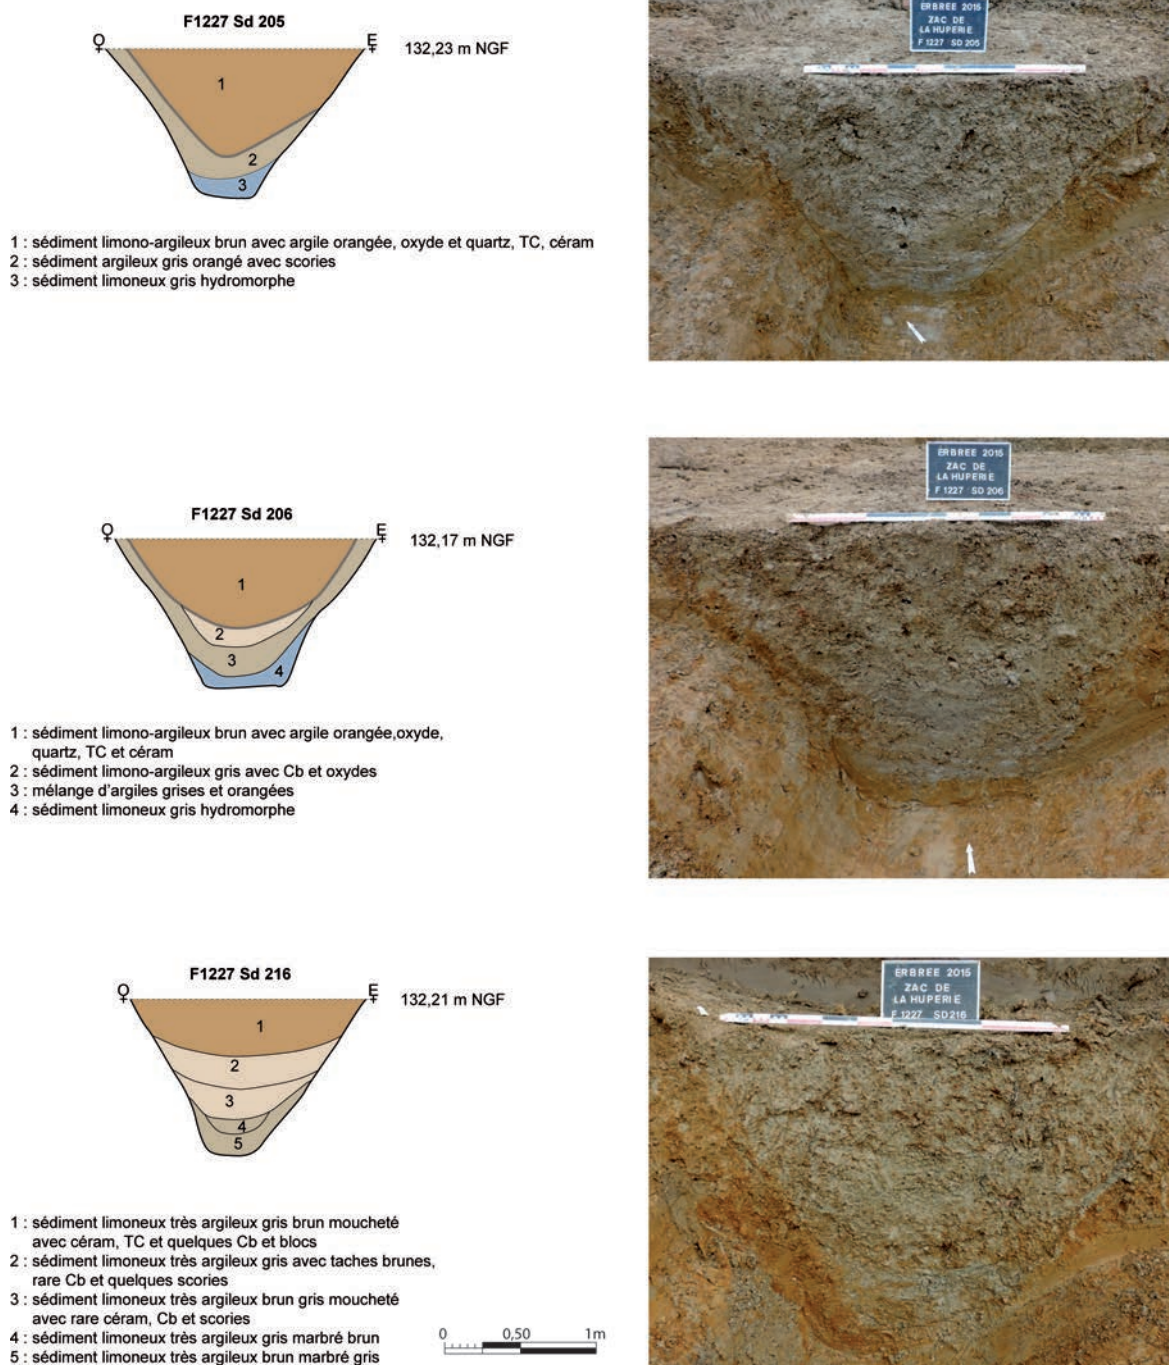 F1227 Sd 205
O
E
132,23 m NGF
1
2
3
1 : sédiment limono-argileux brun avec argile orangée, oxyde et quartz, TC, céram
2 : sédiment argileux gris orangé avec scories
3 : sédiment limoneux gris hydromorphe
ERBREE 2015
ZAC DE
LA HUPERIE
F 1227 SD 205
F1227 Sd 206
O
E
132,17 m NGF
1
2
3
4
1 : sédiment limono-argileux brun avec argile orangée,oxyde,
quartz, TC et céram
2 : sédiment limono-argileux gris avec Cb et oxydes
3 : mélange d'argiles grises et orangées
4 : sédiment limoneux gris hydromorphe
ERBREE 2015
ZAC DE
LA HUPERIE
F 1227 SD 206
F1227 Sd 216
O
E
132,21 m NGF
1
2
3
4
5
1 : sédiment limoneux très argileux gris brun moucheté
avec céram, TC et quelques Cb et blocs
2 : sédiment limoneux très argileux gris avec taches brunes,
rare Cb et quelques scories
3 : sédiment limoneux très argileux brun gris moucheté
avec rare céram, Cb et scories
4 : sédiment limoneux très argileux gris marbré brun
5 : sédiment limoneux très argileux brun marbré gris
0 0,50 1m
ERBREE 2015
ZAC DE
LA HUPERIE
F 1227 SD216